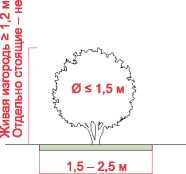 Живая изгородь ≥ 1,2 м
Отдельно стоящие – не
Ø ≤ 1,5 м
1,5 – 2,5 м